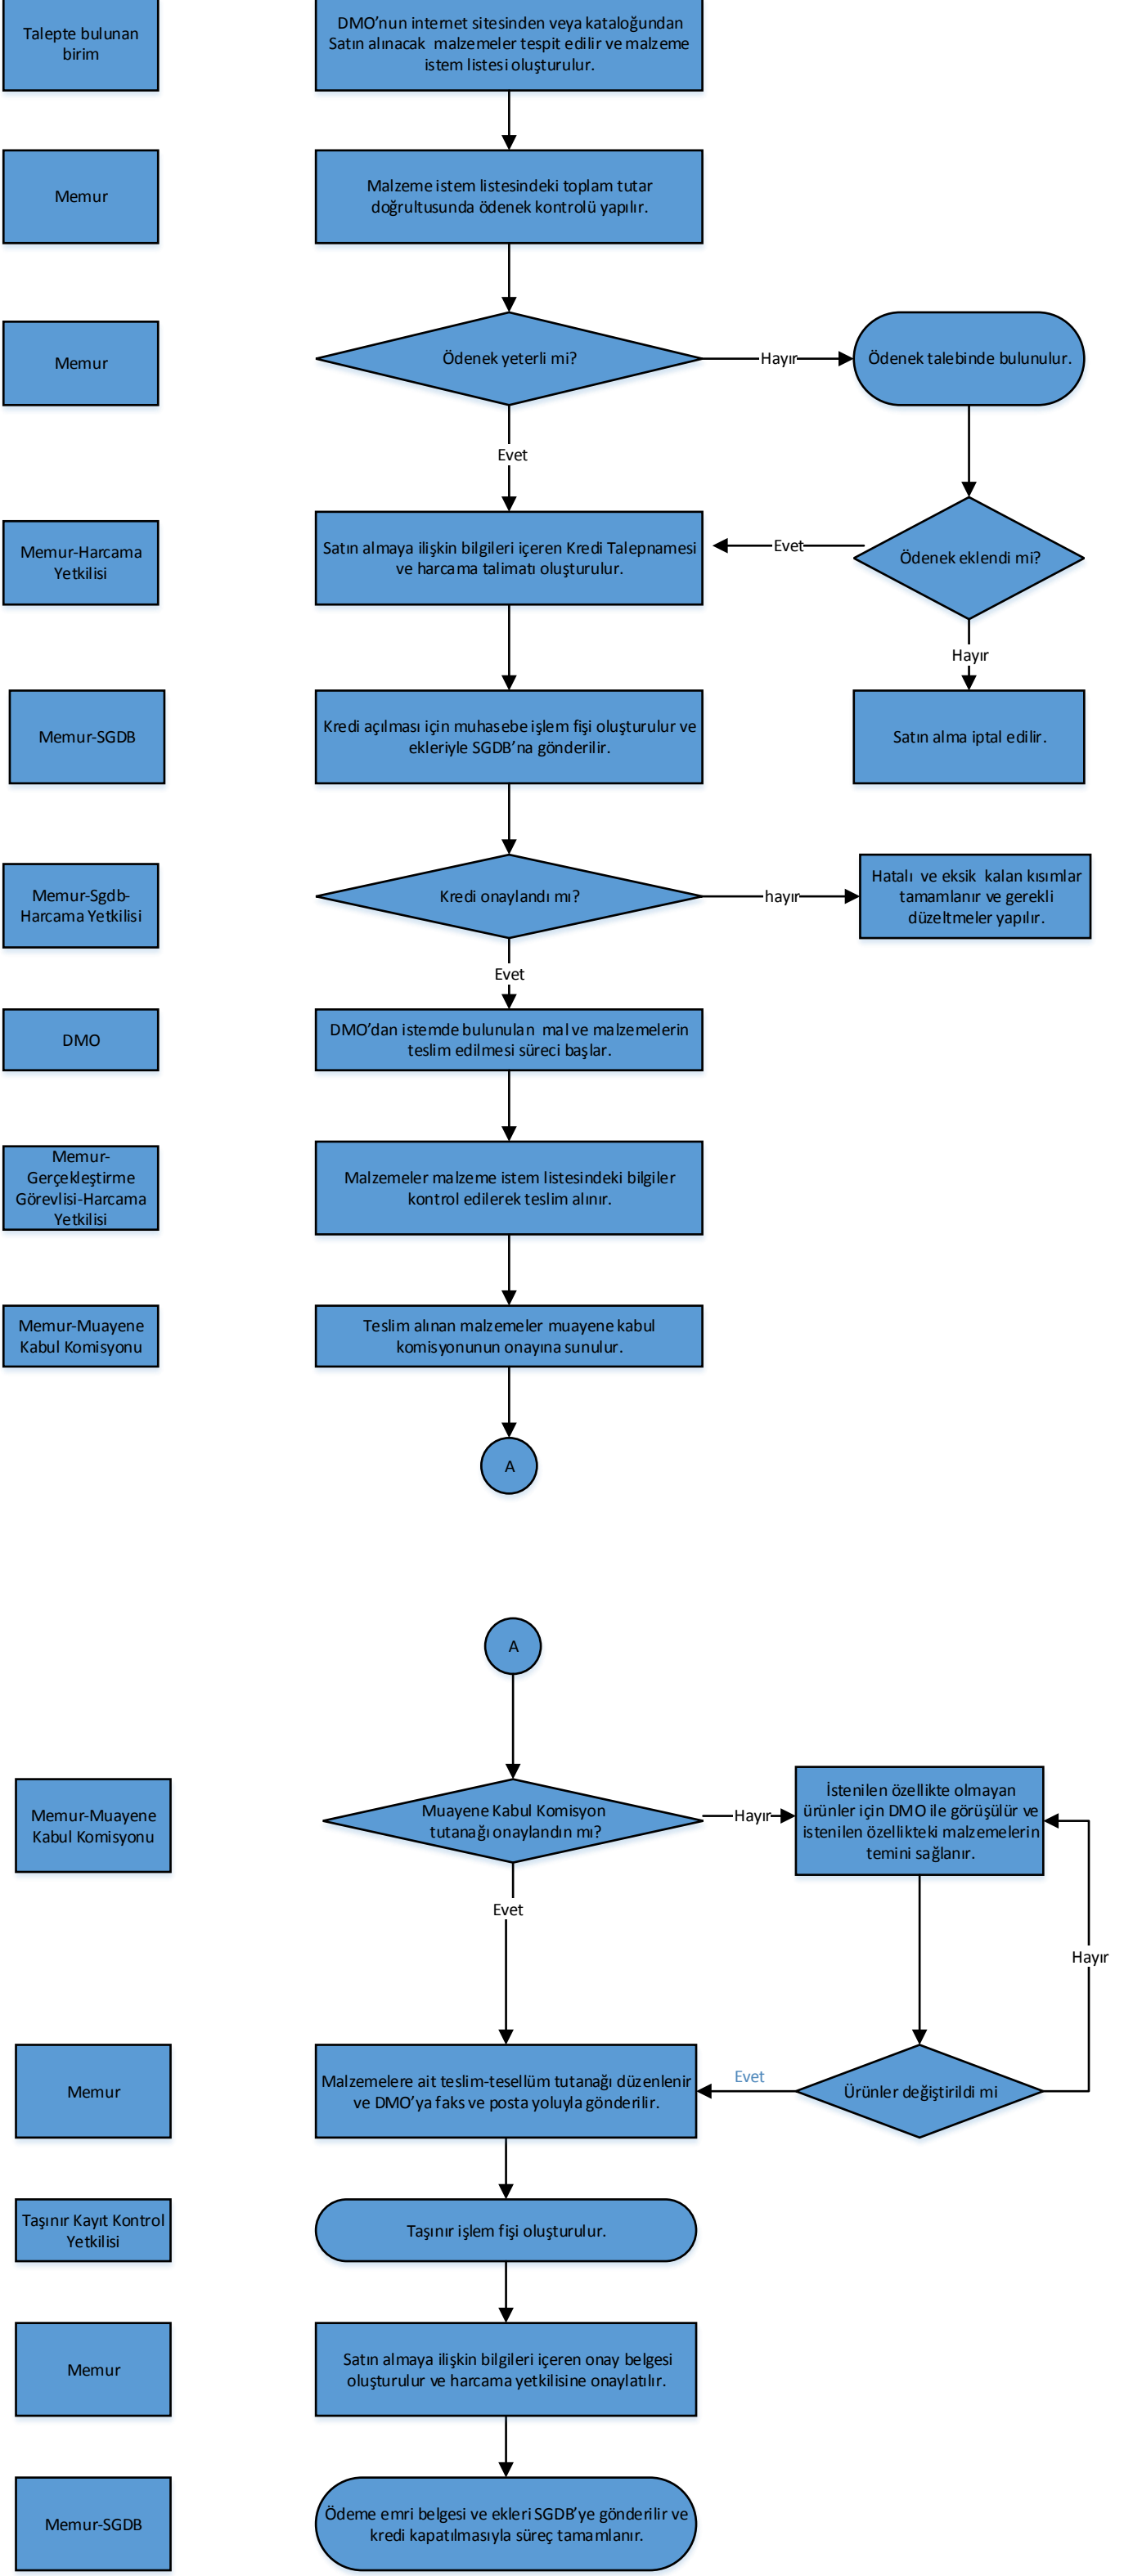 Talepte bulunan
birim
DMO’nun internet sitesinden veya kataloğundan
Satın alınacak malzemeler tespit edilir ve malzeme
istem listesi oluşturulur.
Memur
Malzeme istem listesindeki toplam tutar
doğrultusunda ödenek kontrolü yapılır.
Memur
Ödenek yeterli mi?
Hayır
Ödenek talebinde bulunulur.
Evet
Memur-Harcama
Yetkilisi
Satın almaya ilişkin bilgileri içeren Kredi Talepnamesi
ve harcama talimatı oluşturulur.
Evet
Ödenek eklendi mi?
Hayır
Memur-SGDB
Kredi açılması için muhasebe işlem fişi oluşturulur ve
ekleriyle SGDB’na gönderilir.
Satın alma iptal edilir.
Memur-Sgdb-
Harcama Yetkilisi
Kredi onaylandı mı?
hayır
Hatalı ve eksik kalan kısımlar
tamamlanır ve gerekli
düzeltmeler yapılır.
Evet
DMO
DMO’dan istemde bulunulan mal ve malzemelerin
teslim edilmesi süreci başlar.
Memur-
Gerçekleştirme
Görevlisi-Harcama
Yetkilisi
Malzemeler malzeme istem listesindeki bilgiler
kontrol edilerek teslim alınır.
Memur-Muayene
Kabul Komisyonu
Teslim alınan malzemeler muayene kabul
komisyonunun onayına sunulur.
A
A
Memur-Muayene
Kabul Komisyonu
Muayene Kabul Komisyon
tutanağı onaylandın mı?
Hayır
İstenilen özellikte olmayan
ürünler için DMO ile görüşülür ve
istenilen özellikteki malzemelerin
temini sağlanır.
Evet
Hayır
Memur
Malzemelere ait teslim-tesellüm tutanağı düzenlenir
ve DMO’ya faks ve posta yoluyla gönderilir.
Evet
Ürünler değiştirildi mi
Taşınır Kayıt Kontrol
Yetkilisi
Taşınır işlem fişi oluşturulur.
Memur
Satın almaya ilişkin bilgileri içeren onay belgesi
oluşturulur ve harcama yetkilisine onaylatılır.
Memur-SGDB
Ödeme emri belgesi ve ekleri SGDB’ye gönderilir ve
kredi kapatılmasıyla süreç tamamlanır.